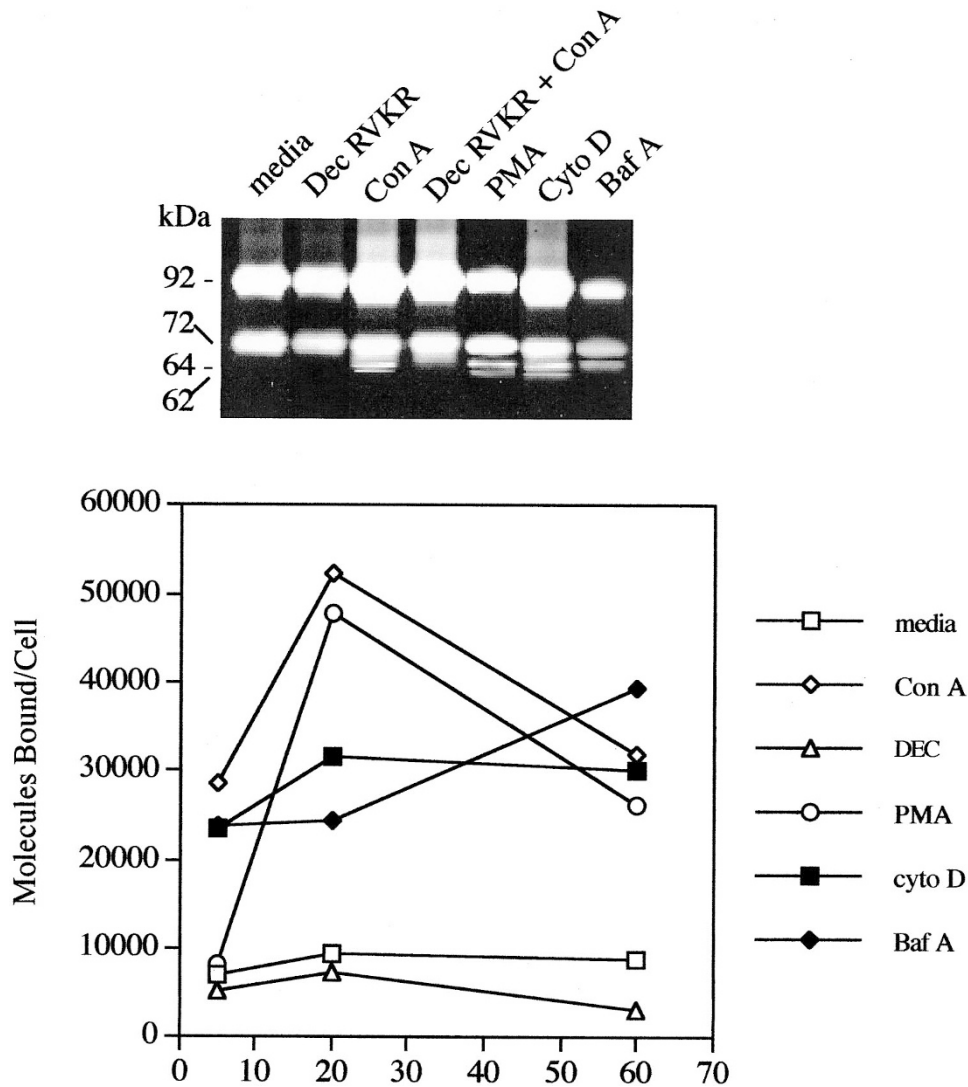 media
Dec RVKR
Con A
Dec RVKR + Con A
PMA
Cyto D
Baf A
kDa
92 -
72
64 -
62
60000
50000
40000
30000
20000
10000
0
Molecules Bound/Cell
0 10 20 30 40 50 60 70
media
Con A
DEC
PMA
cyto D
Baf A